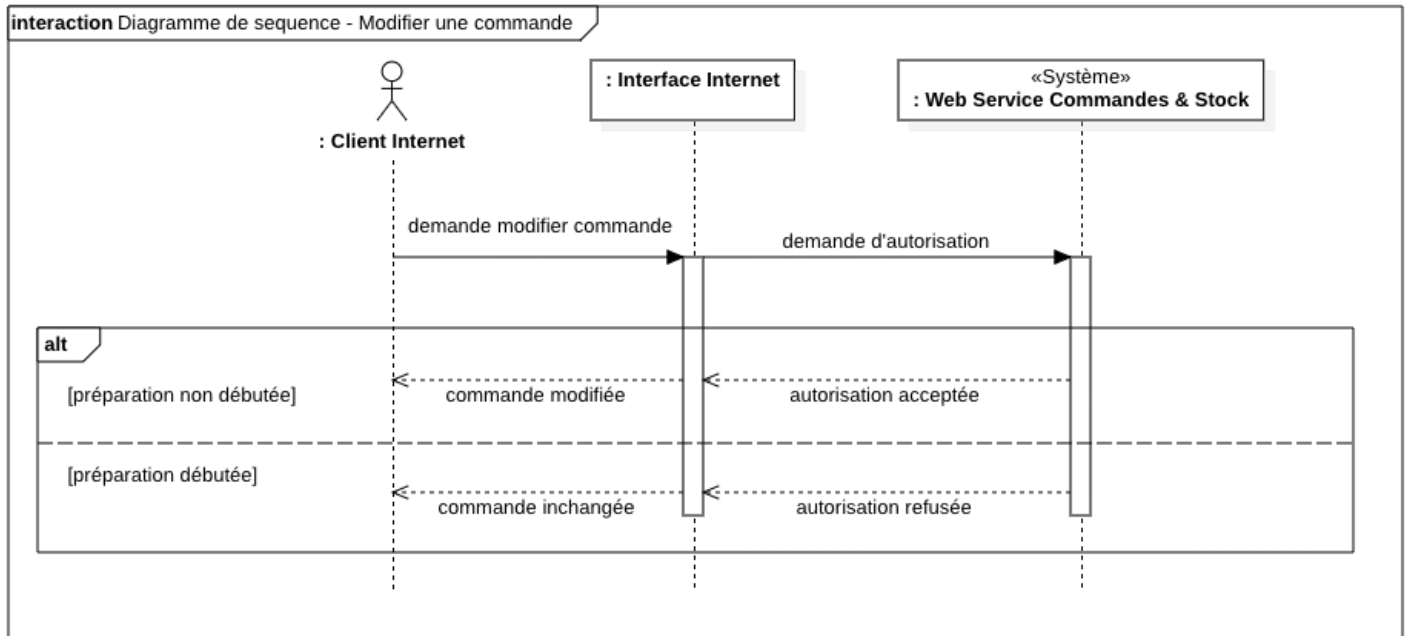 interaction Diagramme de sequence - Modifier une commande
: Client Internet
: Interface Internet
«Système»
: Web Service Commandes & Stock
demande modifier commande
demande d'autorisation
alt
[préparation non débutée]
commande modifiée
autorisation acceptée
[préparation débutée]
commande inchangée
autorisation refusée